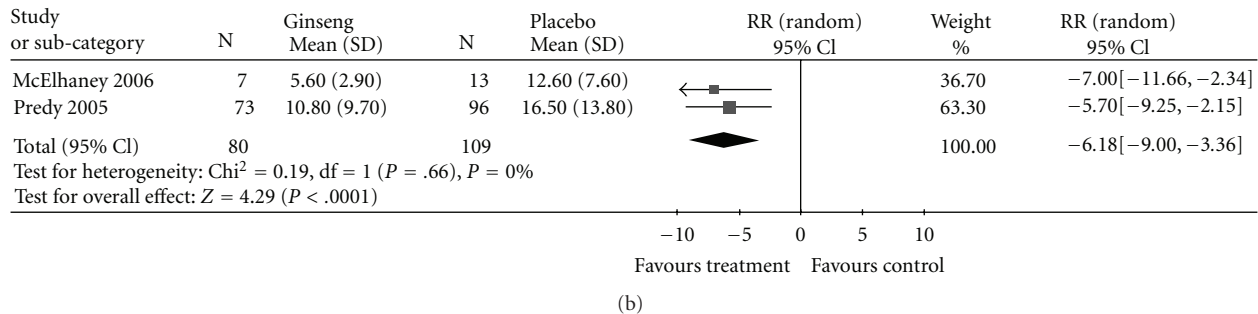 Study Ginseng Placebo RR (random) Weight RR (random)
or sub-category N Mean (SD) N Mean (SD) 95% Cl % 95% Cl
McElhaney 2006 7 5.60 (2.90) 13 12.60 (7.60) 36.70 −7.00[−11.66, −2.34]
Predy 2005 73 10.80 (9.70) 96 16.50 (13.80) 63.30 −5.70[−9.25, −2.15]
Total (95% Cl) 80 109 100.00 −6.18[−9.00, −3.36]
Test for heterogeneity: Chi² = 0.19, df = 1 (P = .66), P = 0%
Test for overall effect: Z = 4.29 (P < .0001)
−10 −5 0 5 10
Favours treatment Favours control
(b)